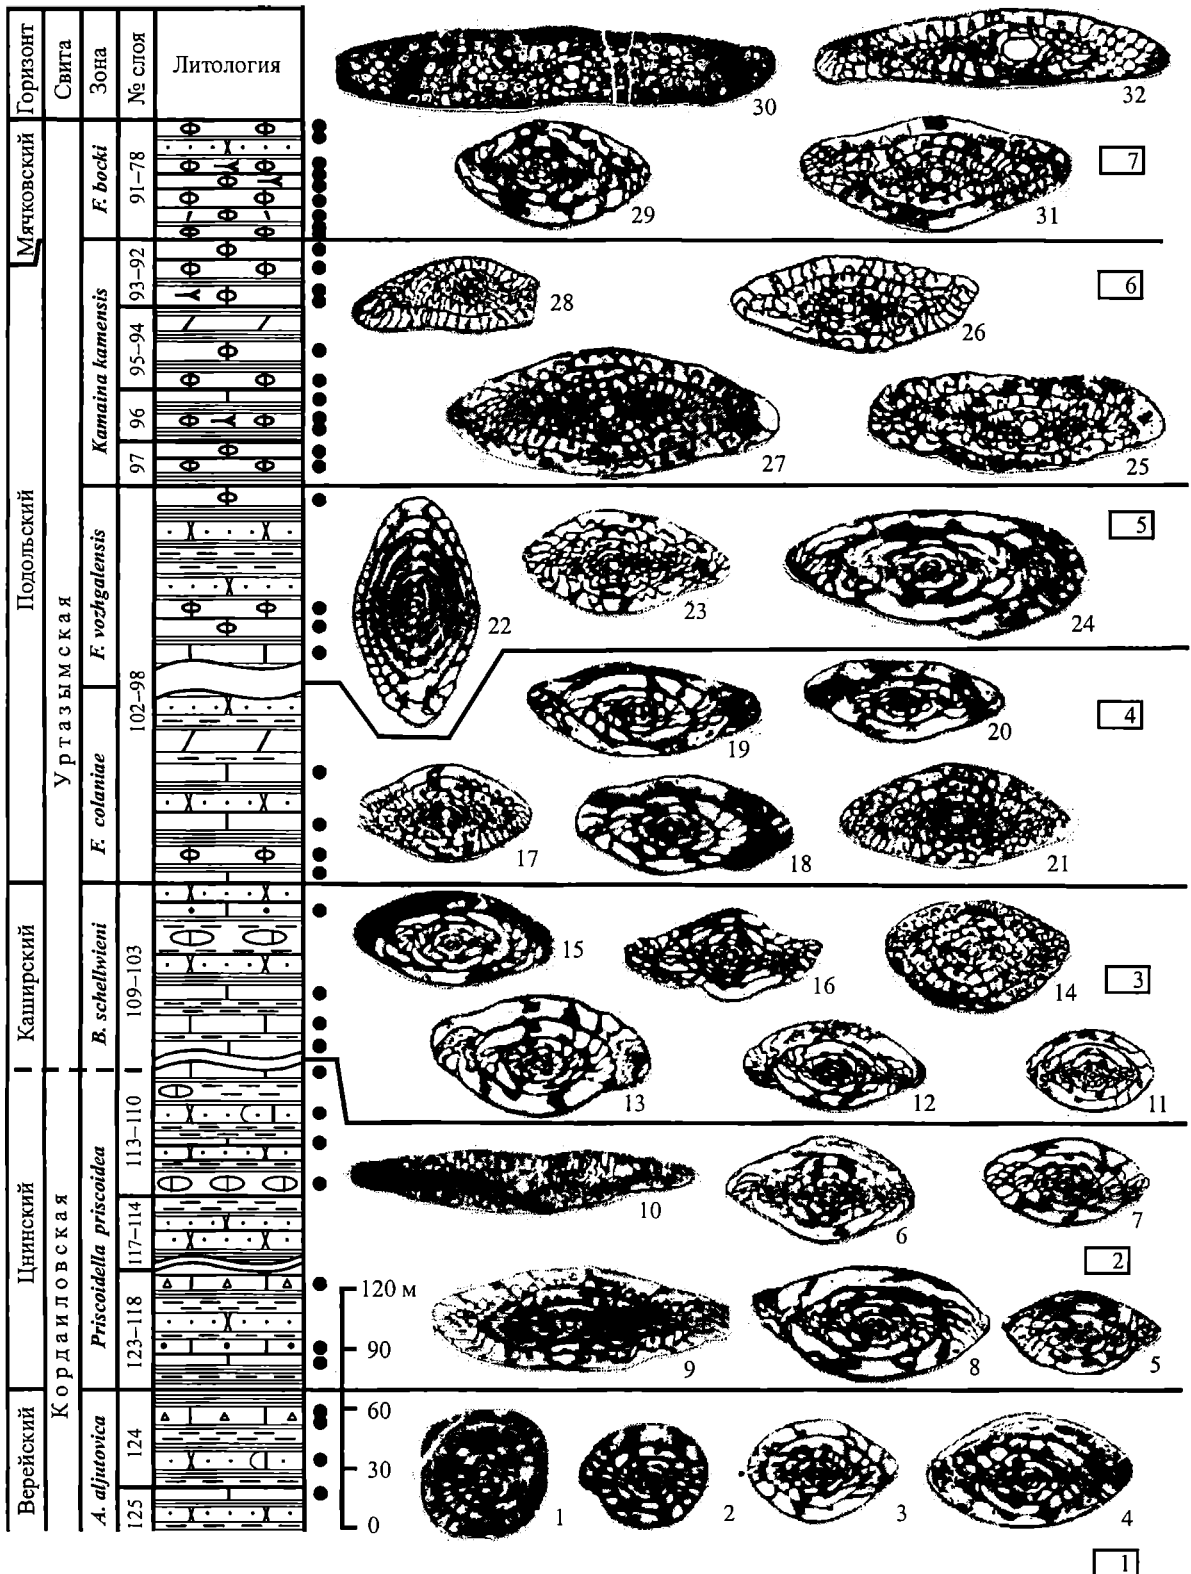 Горизонт
Свита
Зона
№ слоя
Литология
30
32
Мячковский
F. bocki
91–78
29
31
7
Подольский
Уртазымская
Kamaina kamensis
93–92
28
26
6
95–94
96
97
27
25
F. vozhgalensis
102–98
22
23
24
5
F. colaniae
19
20
4
17
18
21
Каширский
B. schellwieni
109–103
15
16
14
3
13
12
11
Цнинский
Кордаиловская
Priscoidella priscoidea
113–110
10
6
7
117–114
2
123–118
120 м
90
9
8
5
Верейский
A. aljutovica
124
60
30
125
0
1
2
3
4
1